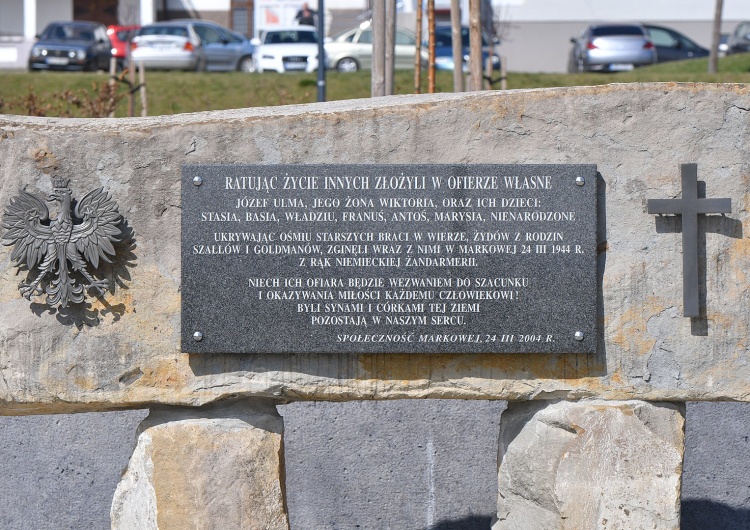 RATUJĄC ŻYCIE INNYCH ZŁOŻYLI W OFIERZE WŁASNE
JÓZEF ULMA, JEGO ŻONA WIKTORIA, ORAZ ICH DZIECI:
STASIA, BASIA, WŁADZIU, FRANUŚ, ANTOŚ, MARYSIA, NIENARODZONE
UKRYWAJĄC OŚMIU STARSZYCH BRACI W WIERZE, ŻYDÓW Z RODZIN
SZALLÓW I GOLDMANÓW, ZGINĘLI WRAZ Z NIMI W MARKOWEJ 24 III 1944 R.
Z RĄK NIEMIECKIEJ ŻANDARMERII.
NIECH ICH OFIARA BĘDZIE WEZWANIEM DO SZACUNKU
I OKAZYWANIA MIŁOŚCI KAŻDEMU CZŁOWIEKOWI!
BYLI SYNAMI I CÓRKAMI TEJ ZIEMI
POZOSTAJĄ W NASZYM SERCU.
SPOŁECZNOŚĆ MARKOWEJ, 24 III 2004 R.